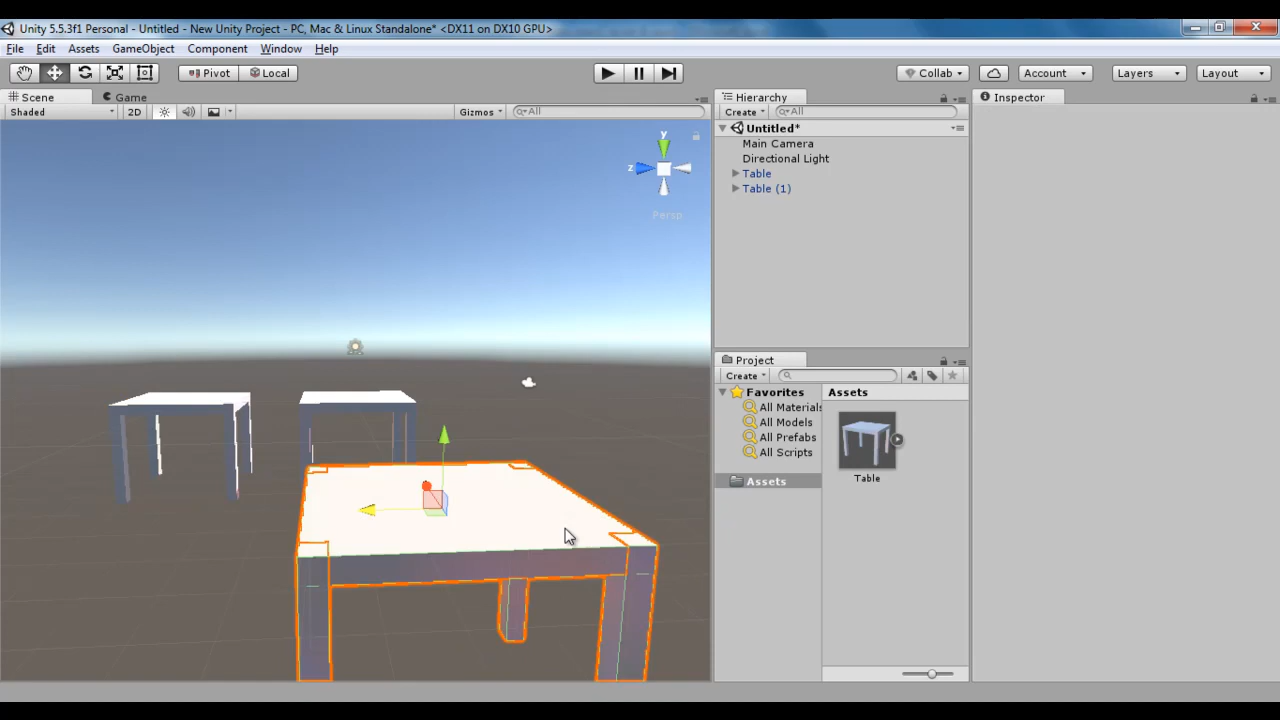 Unity 5.5.3f1 Personal - Untitled - New Unity Project - PC, Mac & Linux Standalone* <DX11 on DX10 GPU>
File Edit Assets GameObject Component Window Help
Pivot Local Collab Account Layers Layout
Scene Game Hierarchy Inspector
Shaded 2D Gizmos All Create All
Untitled*
Main Camera
Directional Light
Table
Table (1)
y
z
Persp
Project
Create
Favorites Assets
All Materials
All Models
All Prefabs
All Scripts
Table
Assets